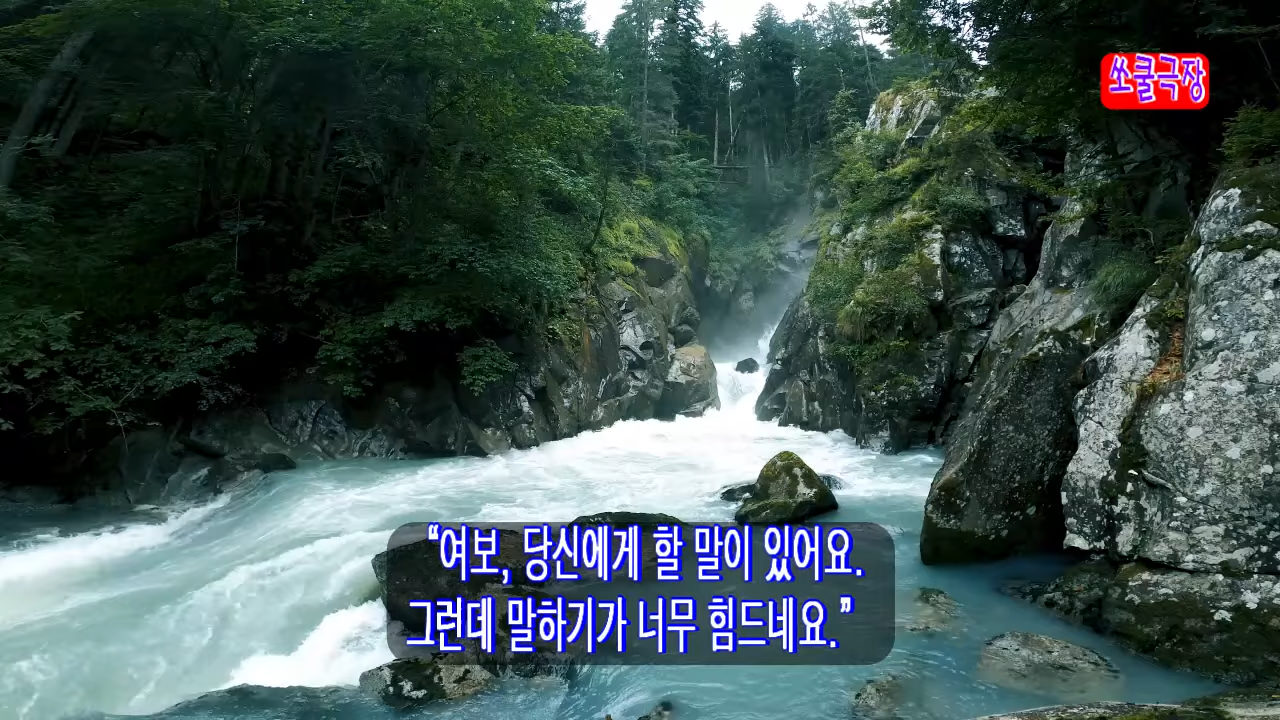 쏘쿨극장
“여보, 당신에게 할 말이 있어요.
그런데 말하기가 너무 힘드네요.”